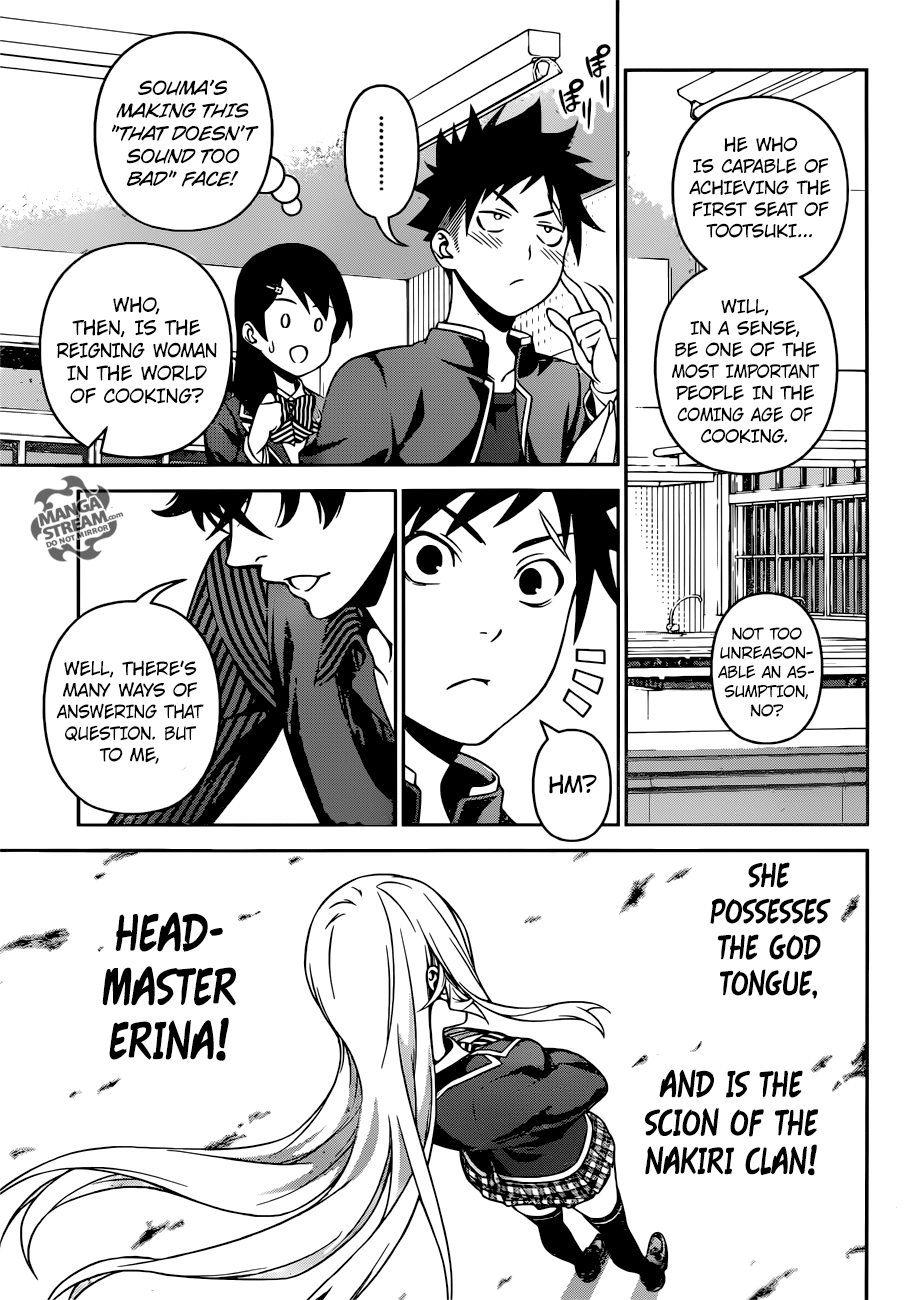 HE WHO
IS CAPABLE OF
ACHIEVING THE
FIRST SEAT OF
TOOTSUKI...
WILL,
IN A SENSE,
BE ONE OF THE
MOST IMPORTANT
PEOPLE IN THE
COMING AGE OF
COOKING.
NOT TOO
UNREASON-
ABLE AN AS-
SUMPTION,
NO?
ぽ
ぽりり
.........
SOUMA'S
MAKING THIS
"THAT DOESN'T
SOUND TOO
BAD" FACE!
WHO,
THEN, IS THE
REIGNING WOMAN
IN THE WORLD
OF COOKING?
HM?
MANGA
STREAM.com
DO NOT MIRROR
WELL, THERE'S
MANY WAYS OF
ANSWERING THAT
QUESTION. BUT
TO ME,
SHE
POSSESSES
THE GOD
TONGUE,
AND IS THE
SCION OF THE
NAKIRI CLAN!
HEAD-
MASTER
ERINA!